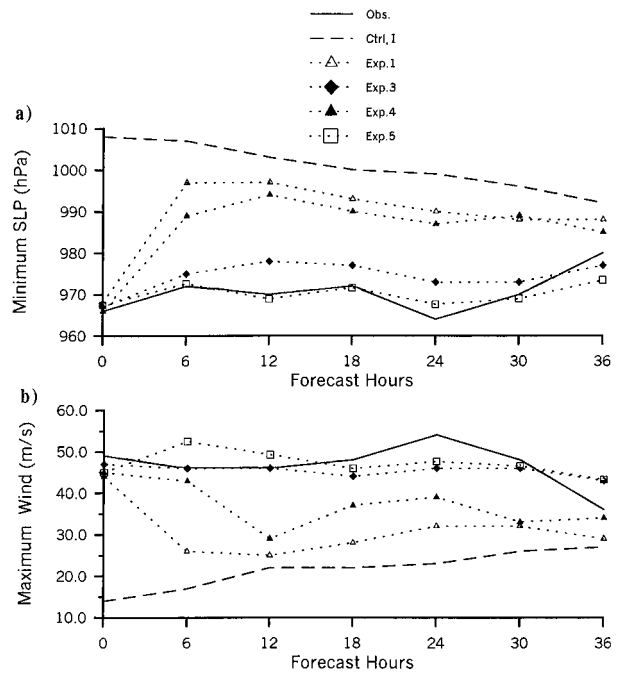 Obs.
Ctrl, I
Exp.1
Exp.3
Exp.4
Exp.5
a)
Minimum SLP (hPa)
1010
1000
990
980
970
960
0 6 12 18 24 30 36
Forecast Hours
b)
Maximum Wind (m/s)
60.0
50.0
40.0
30.0
20.0
10.0
0 6 12 18 24 30 36
Forecast Hours